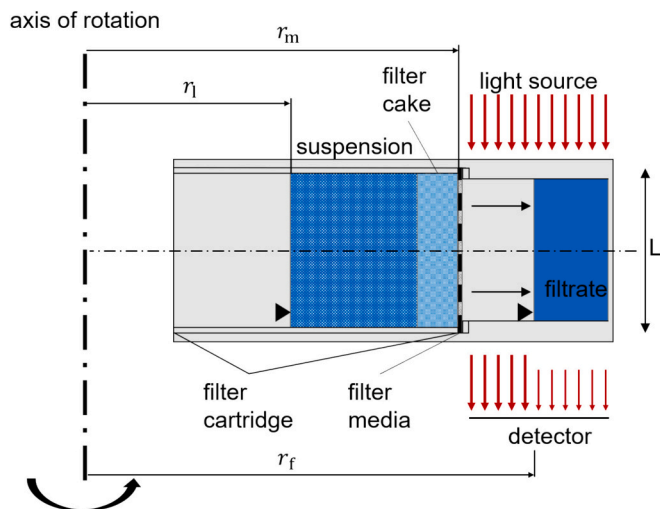 axis of rotation
r_m
r_l
filter
cake
light source
suspension
L
filtrate
filter
cartridge
filter
media
detector
r_f